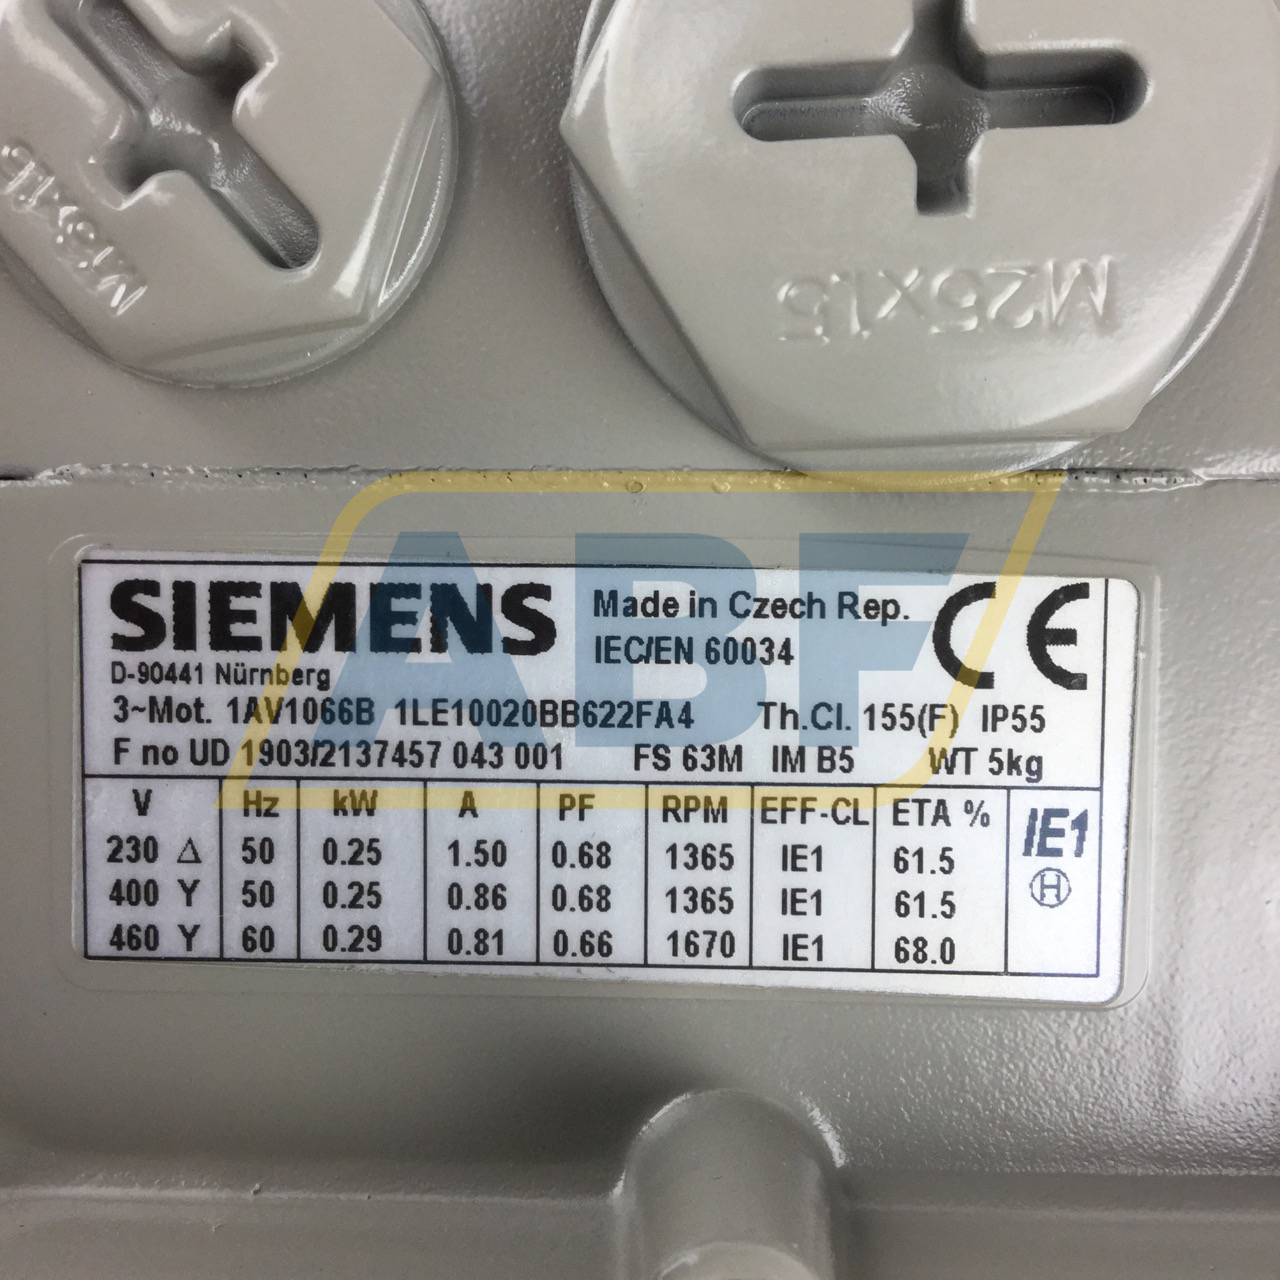 M16x1.5
M25x1.5
SIEMENS
D-90441 Nürnberg
Made in Czech Rep.
IEC/EN 60034
CE
3~Mot. 1AV1066B 1LE10020BB622FA4 Th.Cl. 155(F) IP55
F no UD 1903/2137457 043 001 FS 63M IM B5 WT 5kg
V Hz kW A PF RPM EFF-CL ETA %
230 Δ 50 0.25 1.50 0.68 1365 IE1 61.5
400 Y 50 0.25 0.86 0.68 1365 IE1 61.5
460 Y 60 0.29 0.81 0.66 1670 IE1 68.0
IE1
H
ABF